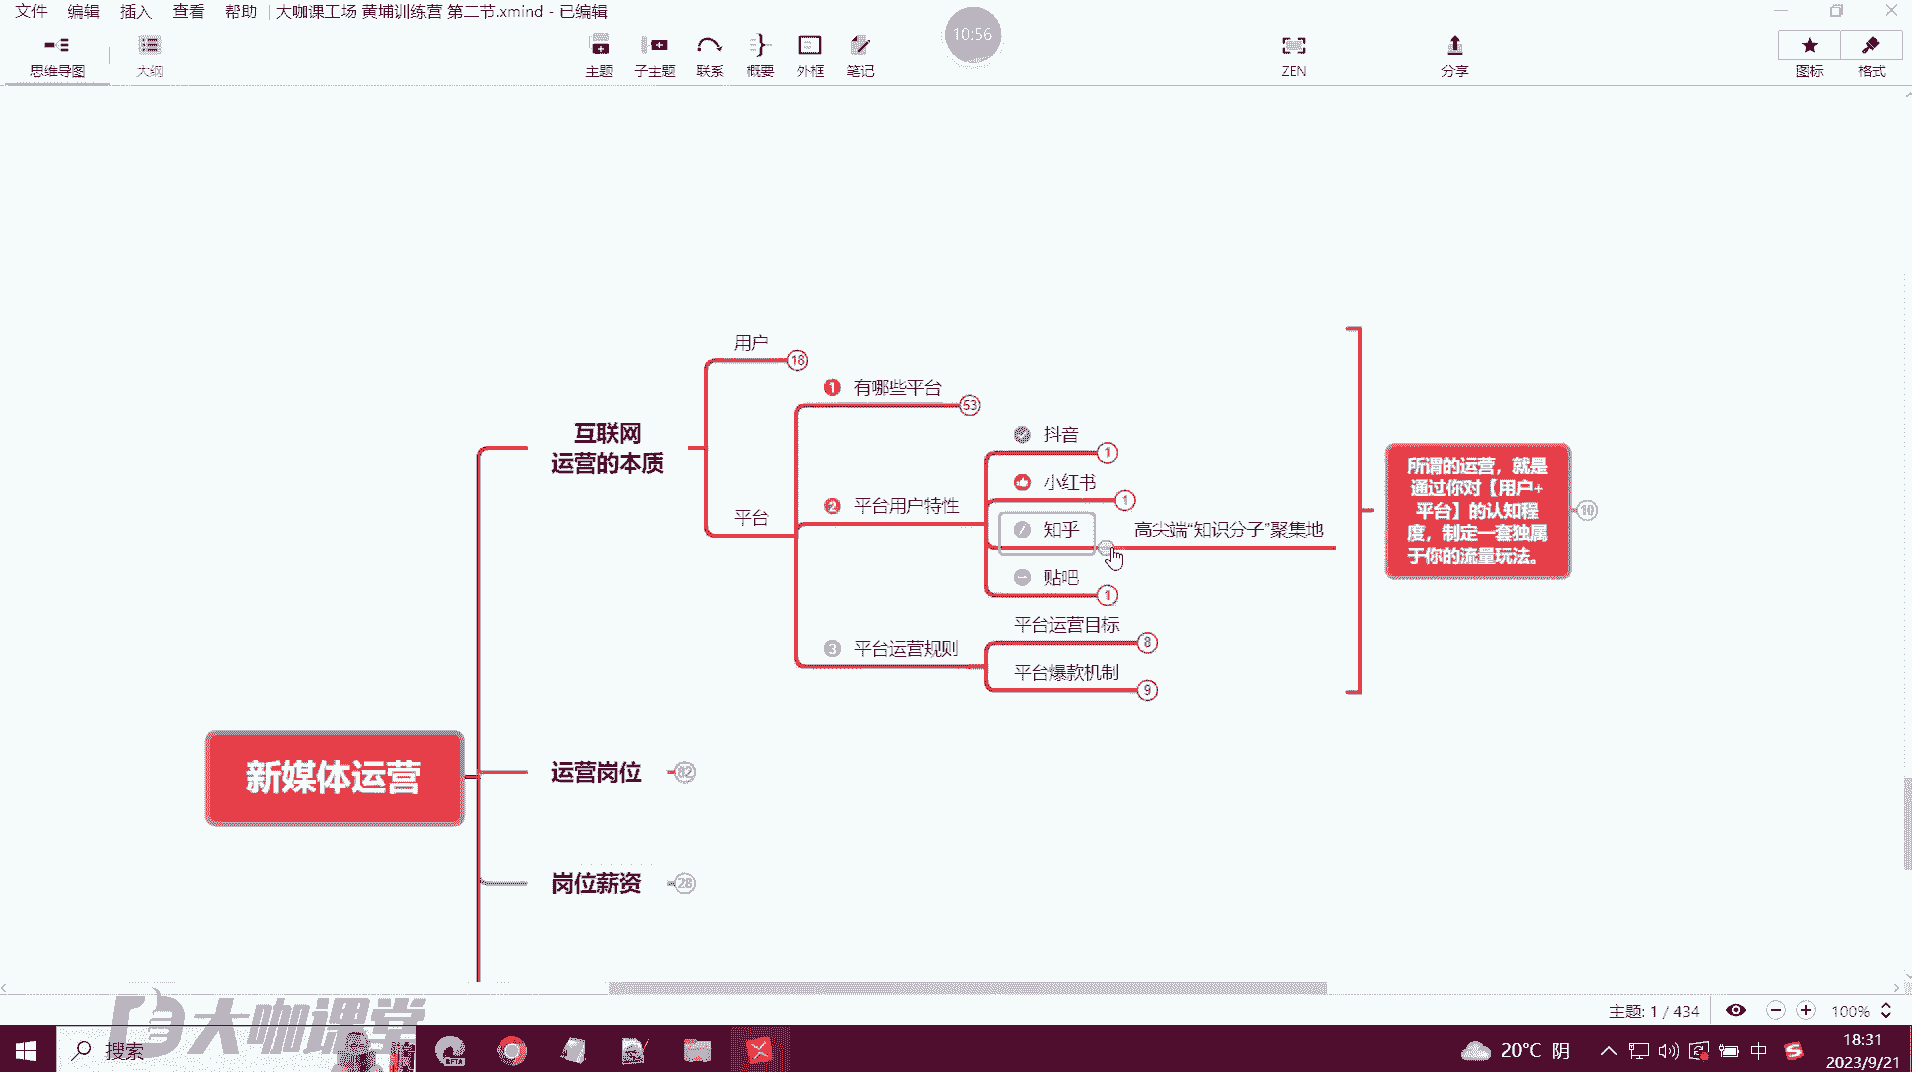 文件 编辑 插入 查看 帮助 大咖课工场 黄埔训练营 第二节.xmind - 已编辑
10:56
思维导图 大纲 主题 子主题 联系 概要 外框 笔记 ZEN 分享 图标 格式
用户
18
1 有哪些平台
53
互联网
运营的本质
抖音
1
小红书
1
2 平台用户特性
平台
知乎
高尖端“知识分子”聚集地
贴吧
1
平台运营目标
8
3 平台运营规则
平台爆款机制
9
所谓的运营，就是
通过你对【用户+
平台】的认知程
度，制定一套独属
于你的流量玩法。
10
新媒体运营
运营岗位
82
岗位薪资
28
主题: 1 / 434
100%
大咖课堂
搜索
BETA
20°C 阴
中
18:31
2023/9/21